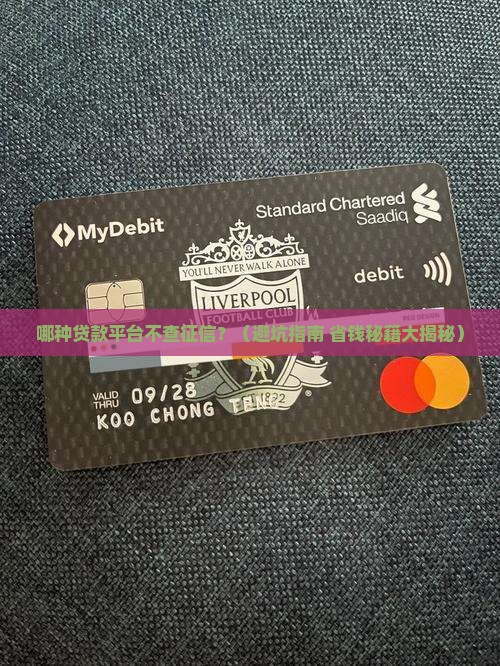 MyDebit
Standard Chartered
Saadiq
YOU'LL NEVER WALK ALONE
debit
LIVERPOOL
FOOTBALL CLUB
哪种贷款平台不查征信？（避坑指南 省钱秘籍大揭秘）
VALID
THRU
09/28
1892
KOO CHONG